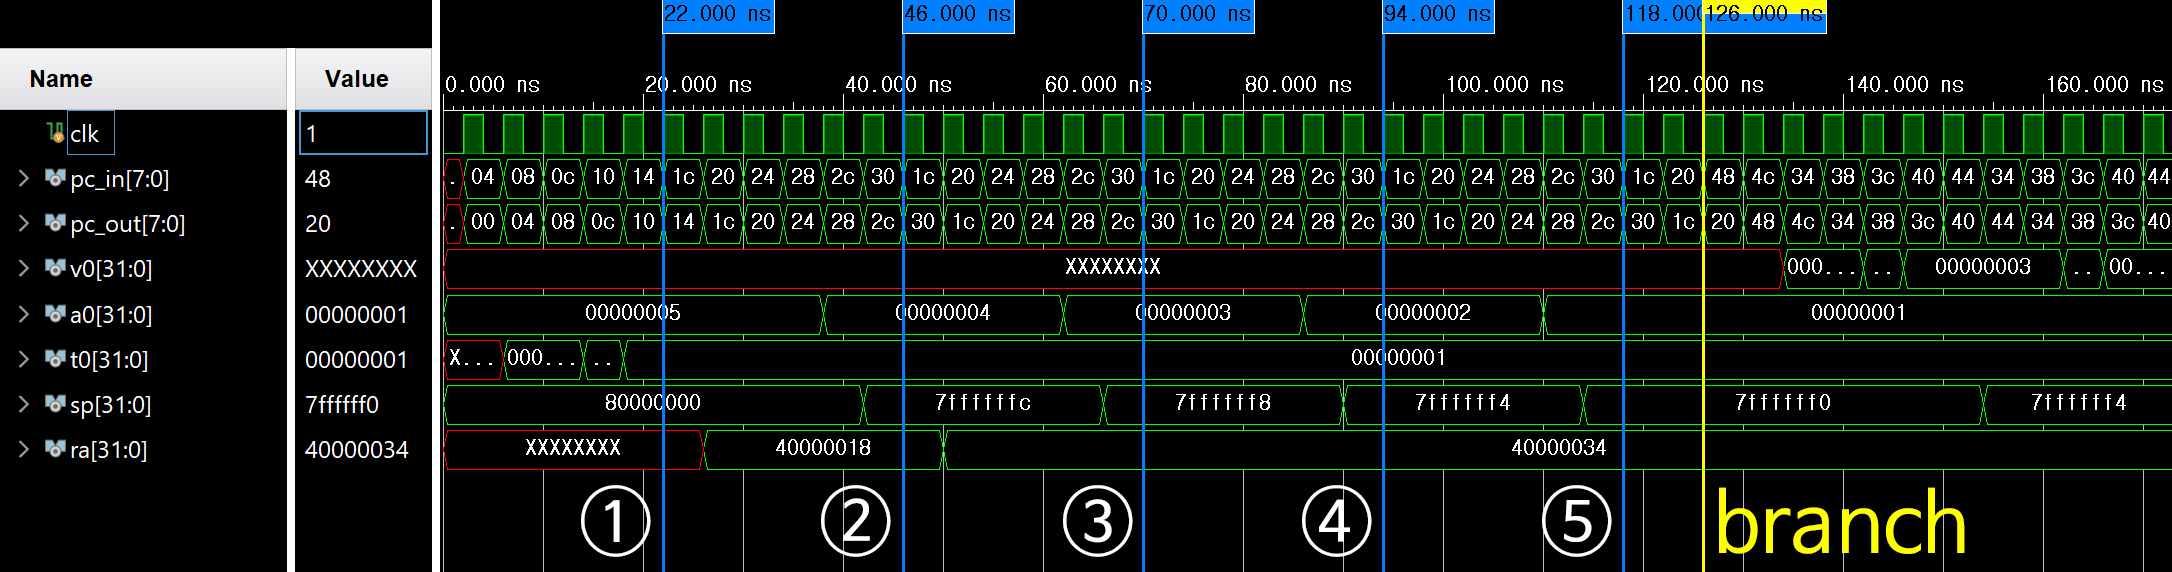 22.000 ns 46.000 ns 70.000 ns 94.000 ns 118.000 126.000 ns
Name Value
0.000 ns 20.000 ns 40.000 ns 60.000 ns 80.000 ns 100.000 ns 120.000 ns 140.000 ns 160.000 ns
clk 1
pc_in[7:0] 48 . 04 08 0c 10 14 1c 20 24 28 2c 30 1c 20 24 28 2c 30 1c 20 24 28 2c 30 1c 20 24 28 2c 30 1c 20 48 4c 34 38 3c 40 44 34 38 3c 40 44
pc_out[7:0] 20 . 00 04 08 0c 10 14 1c 20 24 28 2c 30 1c 20 24 28 2c 30 1c 20 24 28 2c 30 1c 20 24 28 2c 30 1c 20 48 4c 34 38 3c 40 44 34 38 3c 40
v0[31:0] XXXXXXXX XXXXXXXX 000... .. 00000003 .. 00...
a0[31:0] 00000001 00000005 00000004 00000003 00000002 00000001
t0[31:0] 00000001 X... 000... .. 00000001
sp[31:0] 7ffffff0 80000000 7ffffffc 7ffffff8 7ffffff4 7ffffff0 7ffffff4
ra[31:0] 40000034 XXXXXXXX 40000018 40000034
① ② ③ ④ ⑤ branch